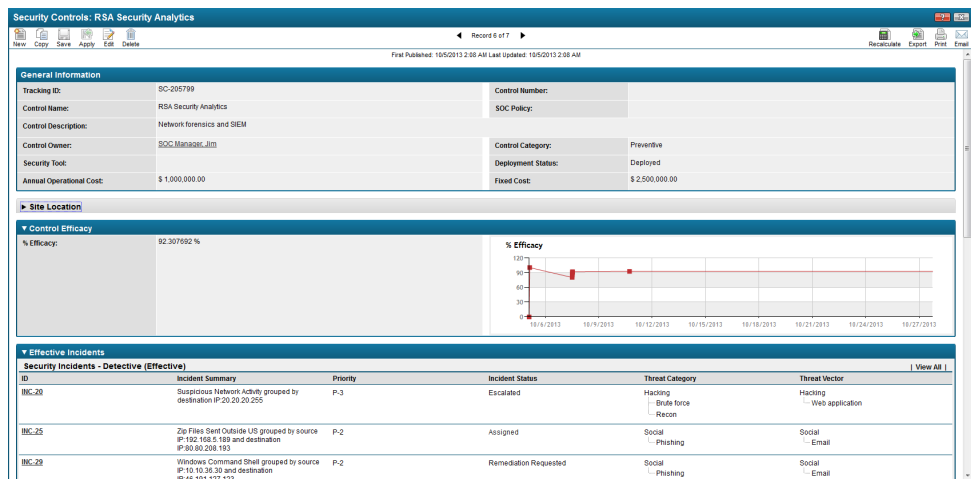 Security Controls: RSA Security Analytics
New Copy Save Apply Edit Delete
Record 6 of 7
Recalculate Export Print Email
First Published: 10/5/2013 2:08 AM Last Updated: 10/5/2013 2:08 AM
General Information
Tracking ID: SC-205799 Control Number:
Control Name: RSA Security Analytics SOC Policy:
Control Description: Network forensics and SIEM
Control Owner: SOC Manager, Jim Control Category: Preventive
Security Tool: Deployment Status: Deployed
Annual Operational Cost: $ 1,000,000.00 Fixed Cost: $ 2,500,000.00
► Site Location
▼ Control Efficacy
% Efficacy: 92.307692 %
% Efficacy
120
90
60
30
0
10/6/2013 10/9/2013 10/12/2013 10/15/2013 10/18/2013 10/21/2013 10/24/2013 10/27/2013
▼ Effective Incidents
Security Incidents - Detective (Effective) | View All |
ID Incident Summary Priority Incident Status Threat Category Threat Vector
INC-20 Suspicious Network Activity grouped by P-3 Escalated Hacking Hacking
destination IP:20.20.20.255 Brute force Web application
Recon
INC-25 Zip Files Sent Outside US grouped by source P-2 Assigned Social Social
IP:192.168.5.189 and destination Phishing Email
IP:80.80.208.193
INC-29 Windows Command Shell grouped by source P-2 Remediation Requested Social Social
IP:10.10.36.30 and destination Phishing Email